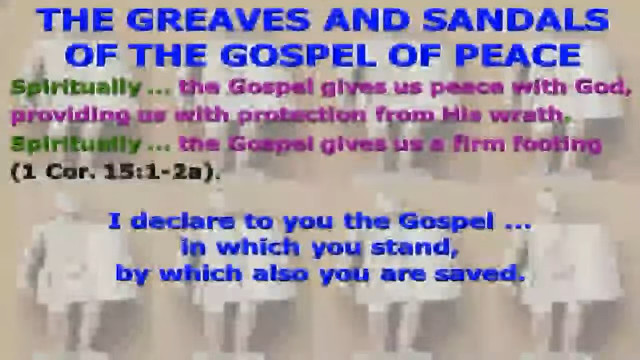 THE GREAVES AND SANDALS
OF THE GOSPEL OF PEACE
Spiritually ... the Gospel gives us peace with God,
providing us with protection from His wrath.
Spiritually ... the Gospel gives us a firm footing
(1 Cor. 15:1-2a).
I declare to you the Gospel ...
in which you stand,
by which also you are saved.